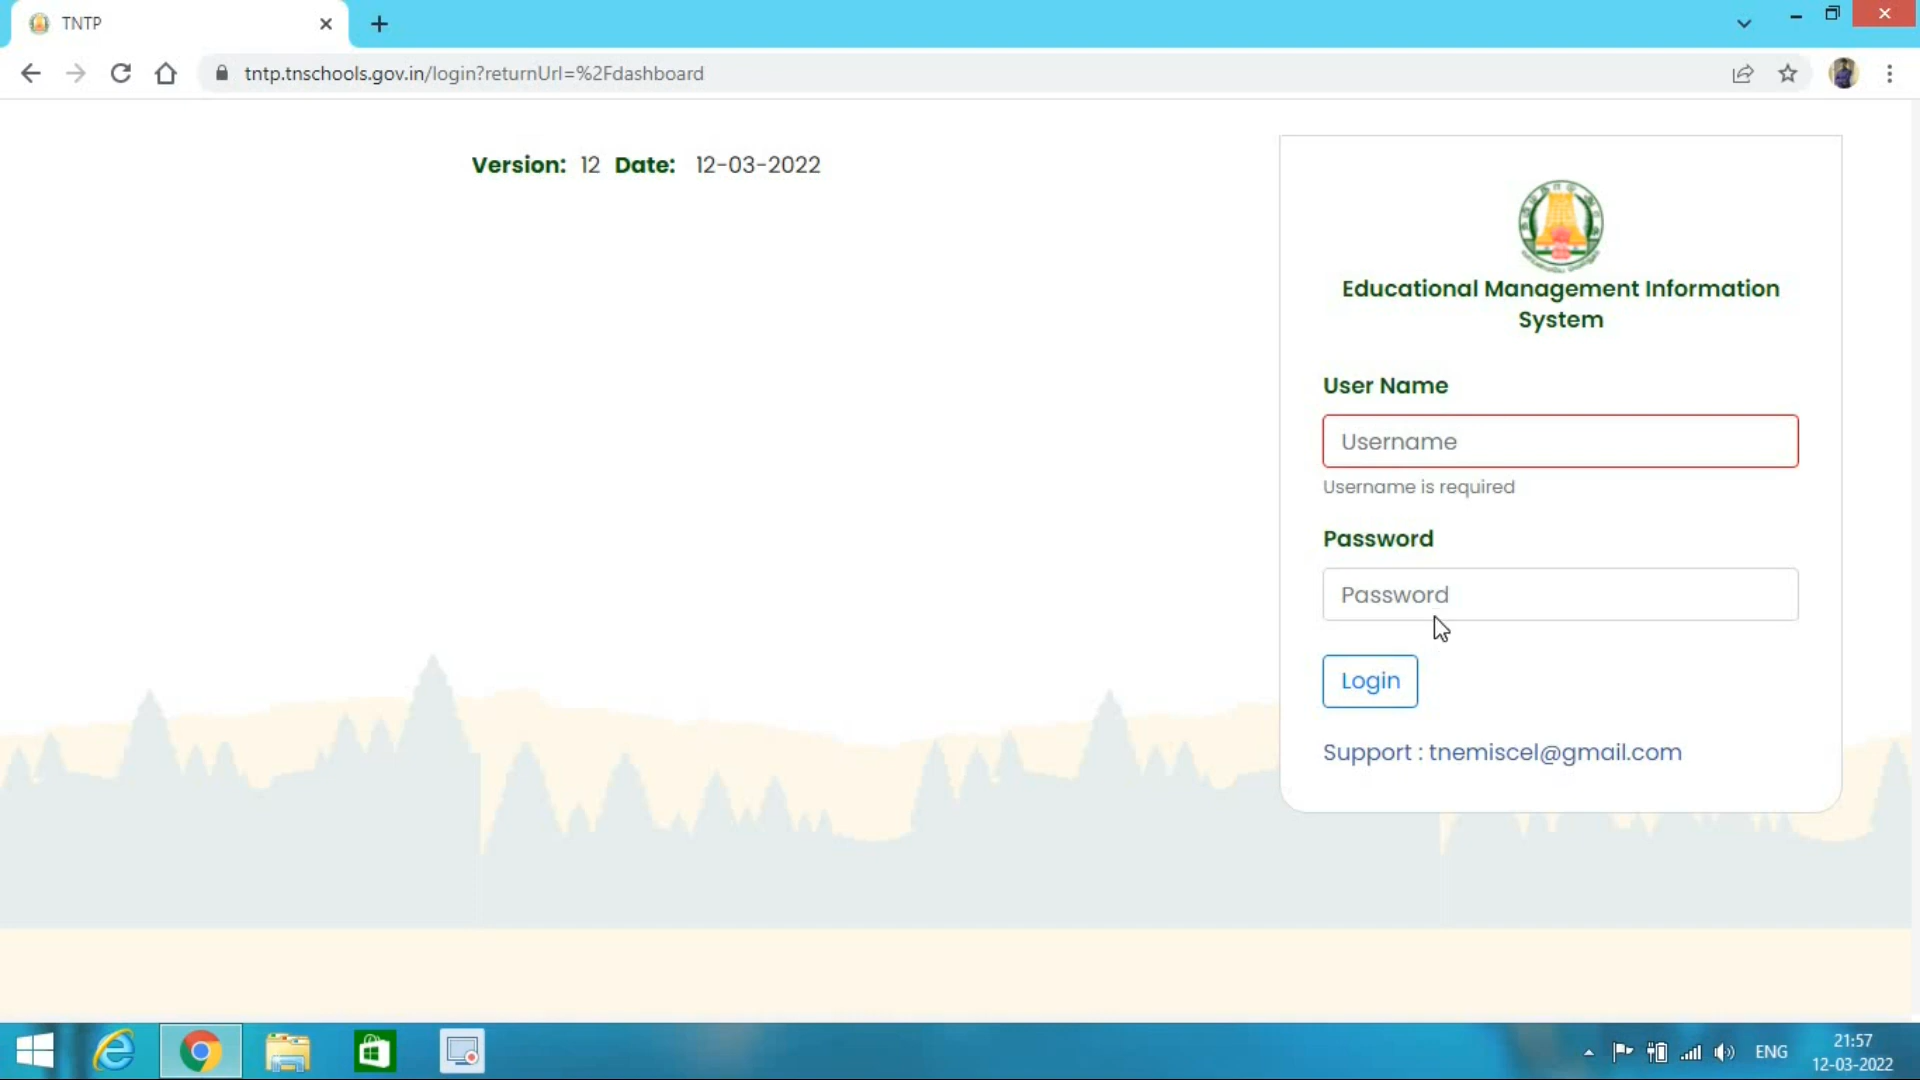 TNTP
tntp.tnschools.gov.in/login?returnUrl=%2Fdashboard
Version: 12 Date: 12-03-2022
Educational Management Information
System
User Name
Username
Username is required
Password
Password
Login
Support : tnemiscel@gmail.com
ENG
21:57
12-03-2022